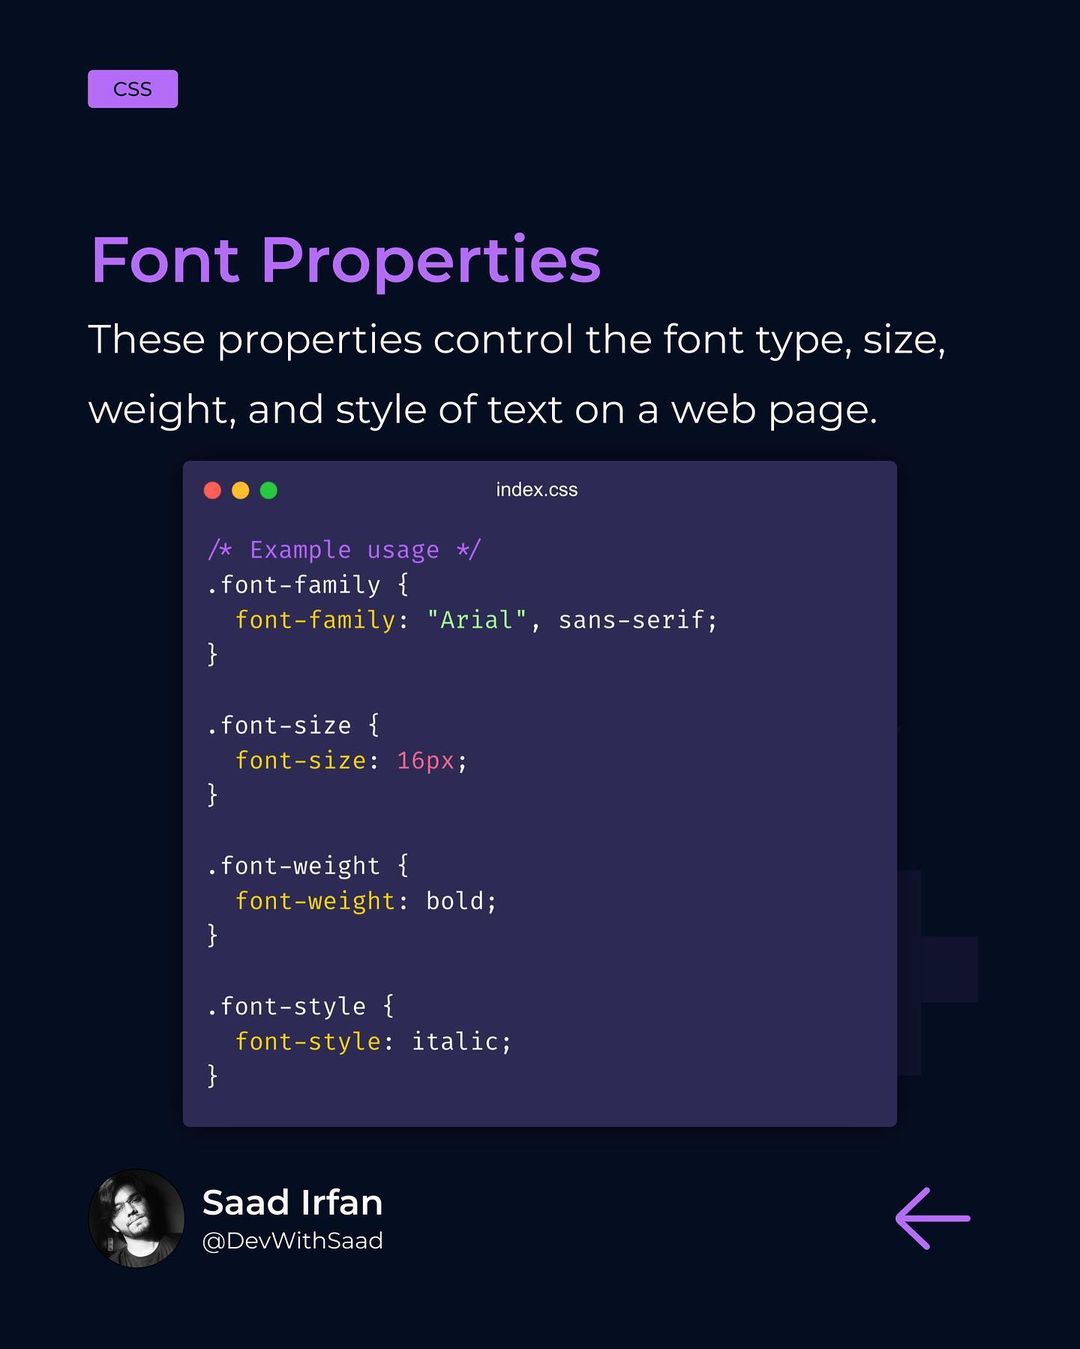 CSS
Font Properties
These properties control the font type, size,
weight, and style of text on a web page.
index.css
/* Example usage */
.font-family {
  font-family: "Arial", sans-serif;
}
.font-size {
  font-size: 16px;
}
.font-weight {
  font-weight: bold;
}
.font-style {
  font-style: italic;
}
Saad Irfan
@DevWithSaad